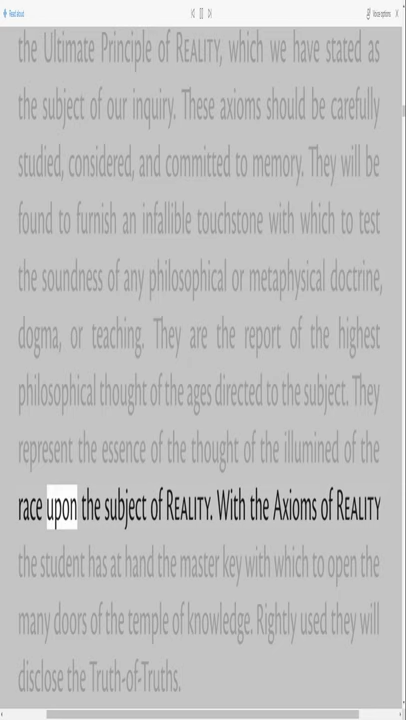 Read aloud
Voice options
the Ultimate Principle of REALITY, which we have stated as
the subject of our inquiry. These axioms should be carefully
studied, considered, and committed to memory. They will be
found to furnish an infallible touchstone with which to test
the soundness of any philosophical or metaphysical doctrine,
dogma, or teaching. They are the report of the highest
philosophical thought of the ages directed to the subject. They
represent the essence of the thought of the illumined of the
race upon the subject of REALITY. With the Axioms of REALITY
the student has at hand the master key with which to open the
many doors of the temple of knowledge. Rightly used they will
disclose the Truth-of-Truths.